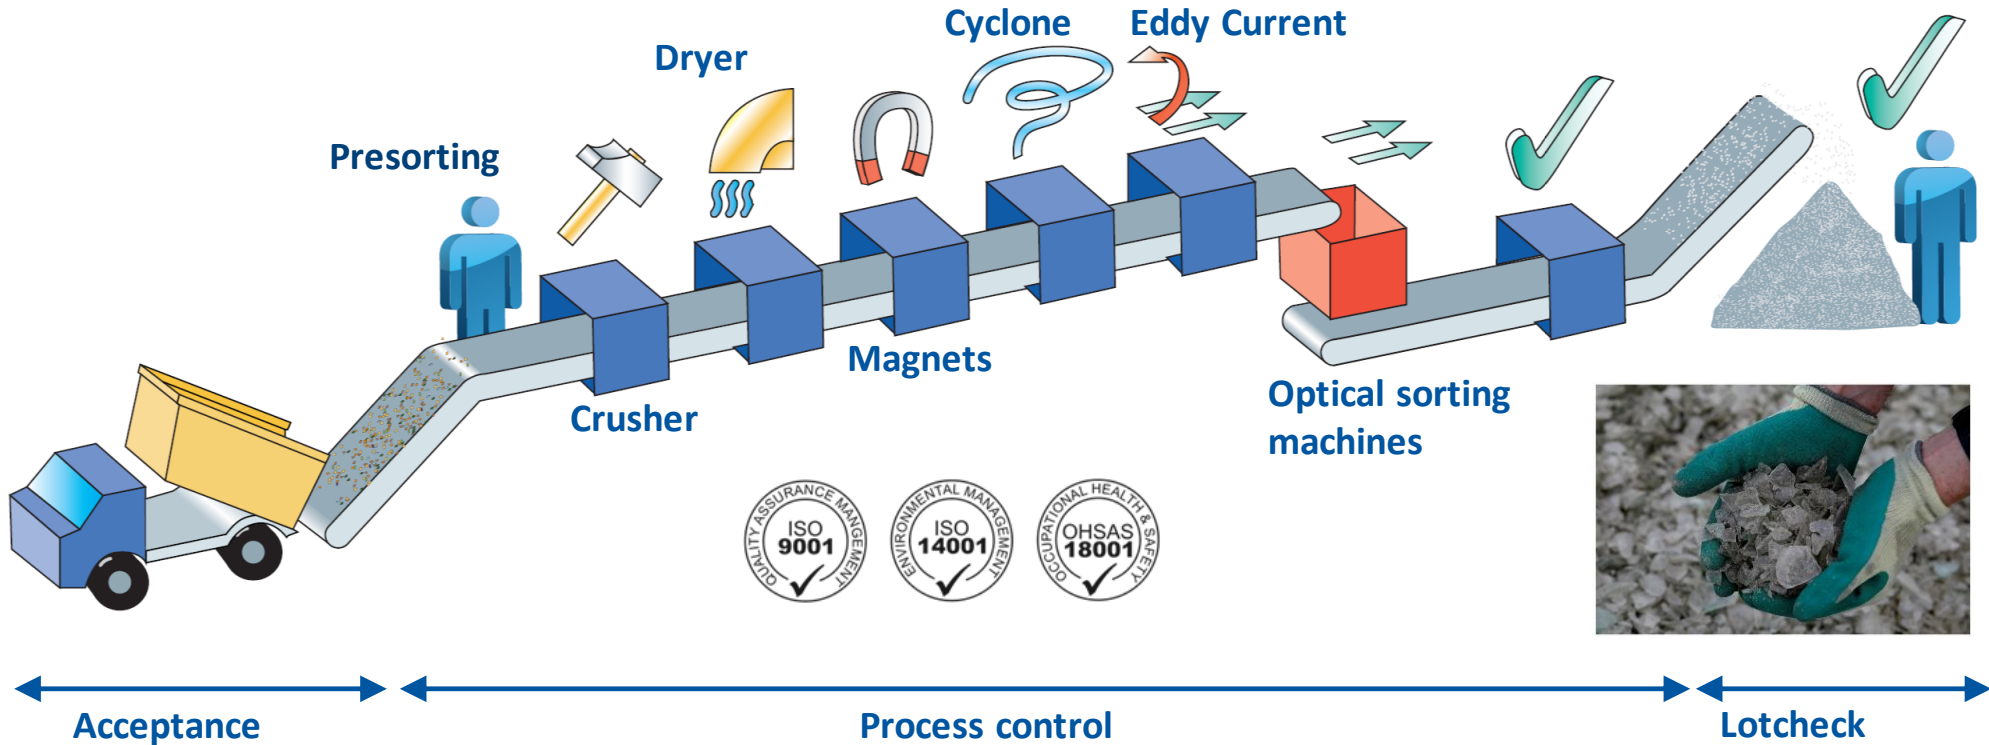 Cyclone
Eddy Current
Dryer
Presorting
Magnets
Crusher
Optical sorting
machines
QUALITY ASSURANCE MANGEMENT
ISO
9001
ENVIRONMENTAL MANAGEMENT
ISO
14001
OCCUPATIONAL HEALTH & SAFETY
OHSAS
18001
Acceptance
Process control
Lotcheck